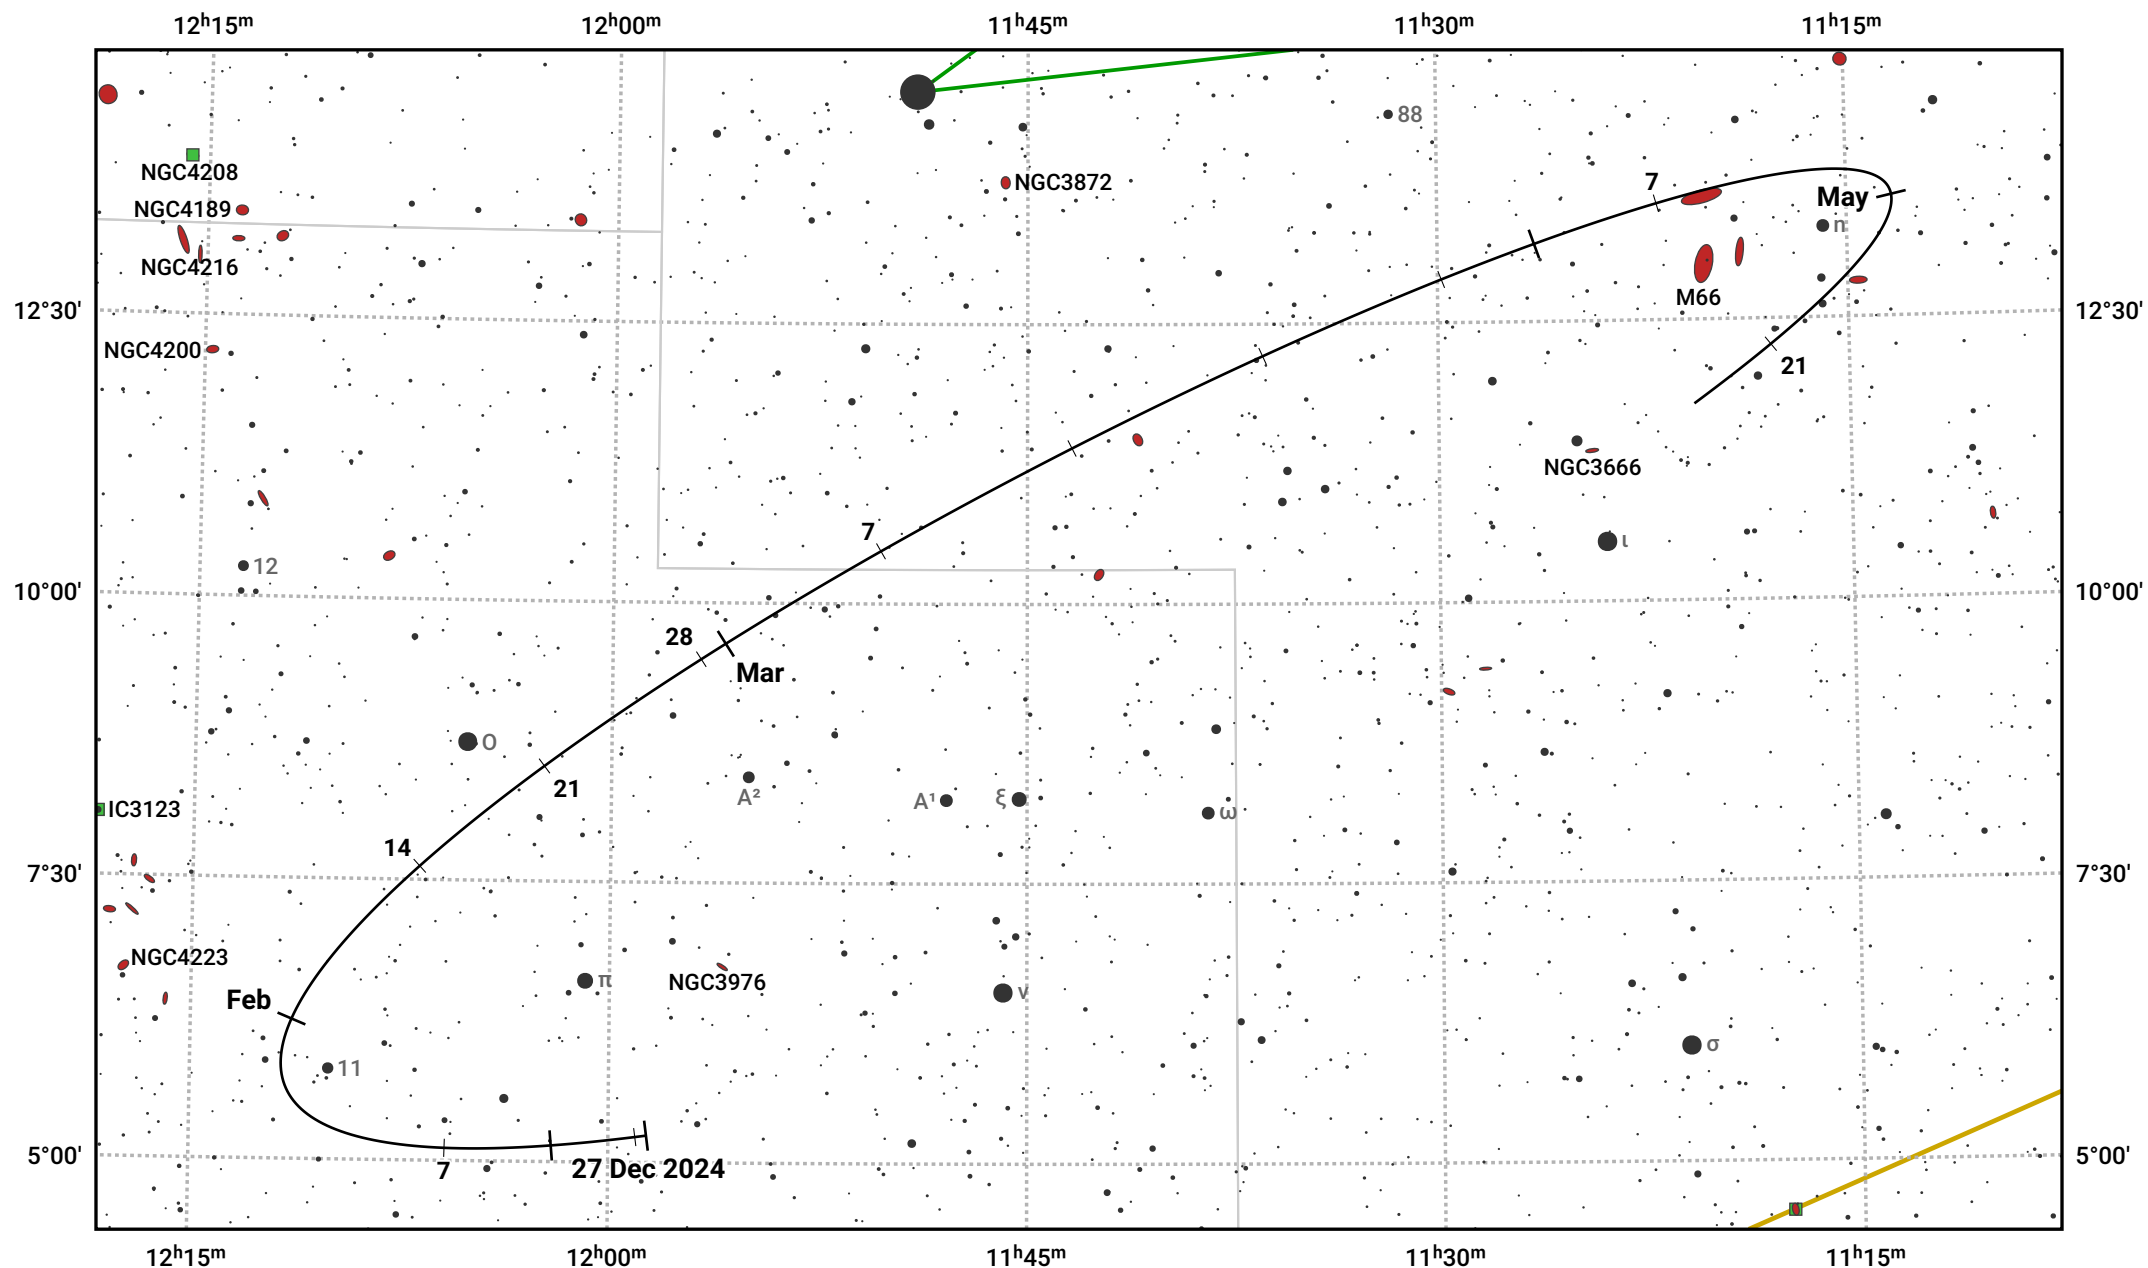 12ʰ15ᵐ 12ʰ00ᵐ 11ʰ45ᵐ 11ʰ30ᵐ 11ʰ15ᵐ
88
NGC4208
NGC3872
7
May
NGC4189
n
NGC4216
M66
12°30' 12°30'
NGC4200
21
NGC3666
7
ι
12
10°00' 10°00'
28
Mar
ο
21
A²
A¹
ξ
ω
IC3123
14
7°30' 7°30'
NGC4223
π
NGC3976
ν
Feb
σ
11
5°00' 5°00'
7
27 Dec 2024
12ʰ15ᵐ 12ʰ00ᵐ 11ʰ45ᵐ 11ʰ30ᵐ 11ʰ15ᵐ